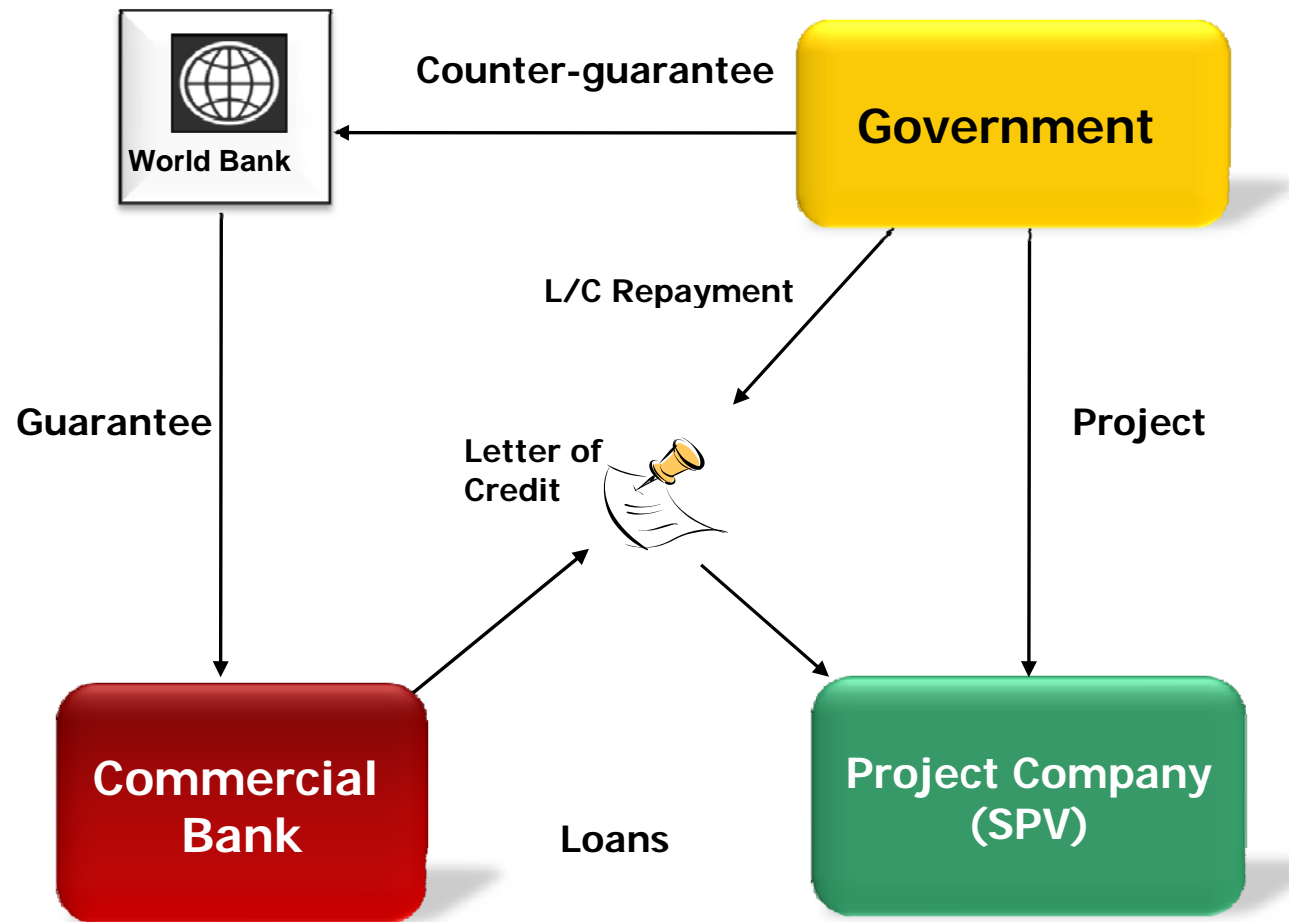 Counter-guarantee
Government
World Bank
L/C Repayment
Guarantee
Project
Letter of
Credit
Commercial
Bank
Project Company
(SPV)
Loans